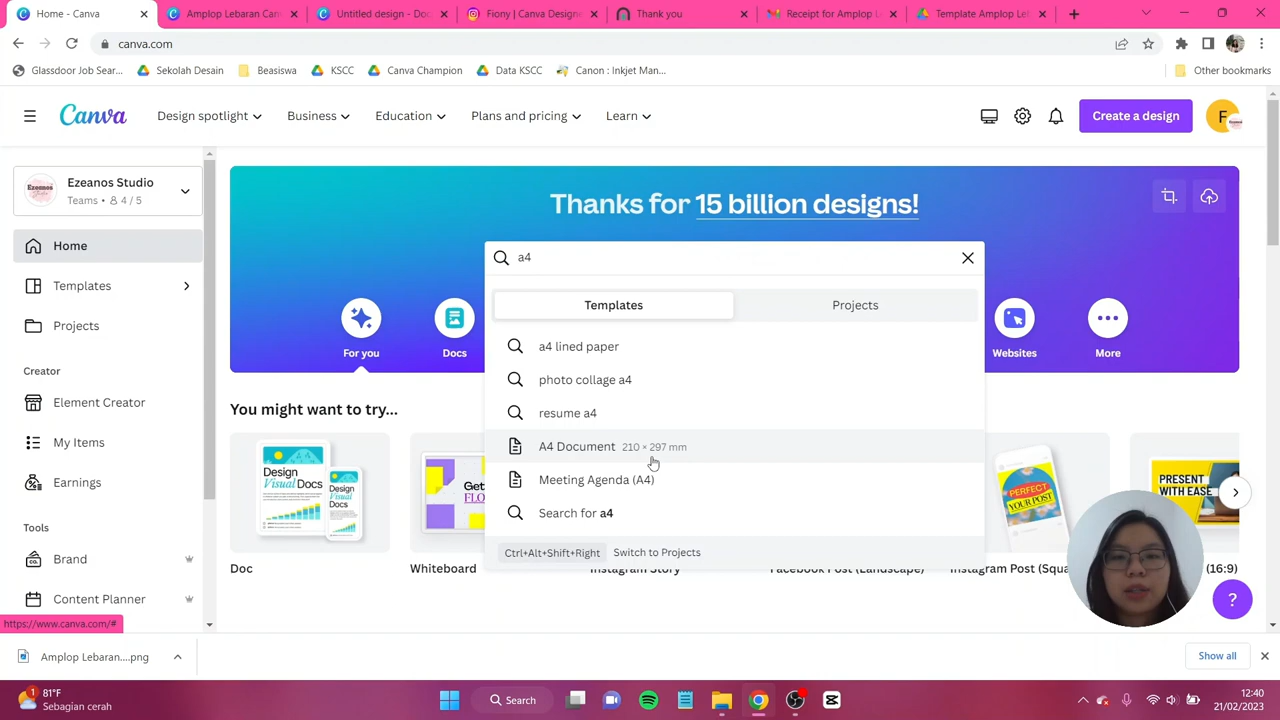 Home - Canva
Amplop Lebaran Can
Untitled design - Doc
Fiony | Canva Designe
Thank you
Receipt for Amplop L
Template Amplop Leb
canva.com
Glassdoor Job Sear...
Sekolah Desain
Beasiswa
KSCC
Canva Champion
Data KSCC
Canon : Inkjet Man...
Other bookmarks
Canva
Design spotlight
Business
Education
Plans and pricing
Learn
Create a design
F
Ezeanos Studio
Teams • 4 / 5
Home
Templates
Projects
Creator
Element Creator
My Items
Earnings
Tools
Brand
Content Planner
Thanks for 15 billion designs!
a4
Templates
Projects
a4 lined paper
photo collage a4
resume a4
A4 Document 210 × 297 mm
Meeting Agenda (A4)
Search for a4
Ctrl+Alt+Shift+Right Switch to Projects
For you
Docs
Websites
More
You might want to try...
Design Visual Docs
Get
PERFECT YOUR POST
PRESENT WITH EASE
Doc
Whiteboard
Instagram Story
Facebook Post (Landscape)
Instagram Post (Squa
(16:9)
?
https://www.canva.com/#
Amplop Lebaran....png
Show all
1
81°F
Sebagian cerah
Search
12:40
21/02/2023